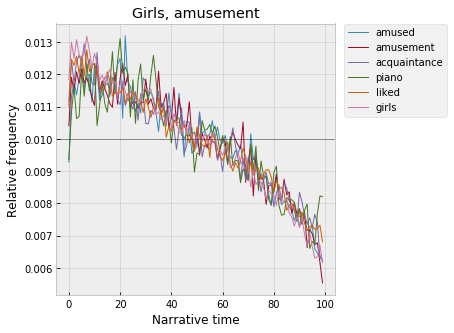 Girls, amusement
amused
amusement
acquaintance
piano
liked
girls
Relative frequency
0.013
0.012
0.011
0.010
0.009
0.008
0.007
0.006
0 20 40 60 80 100
Narrative time